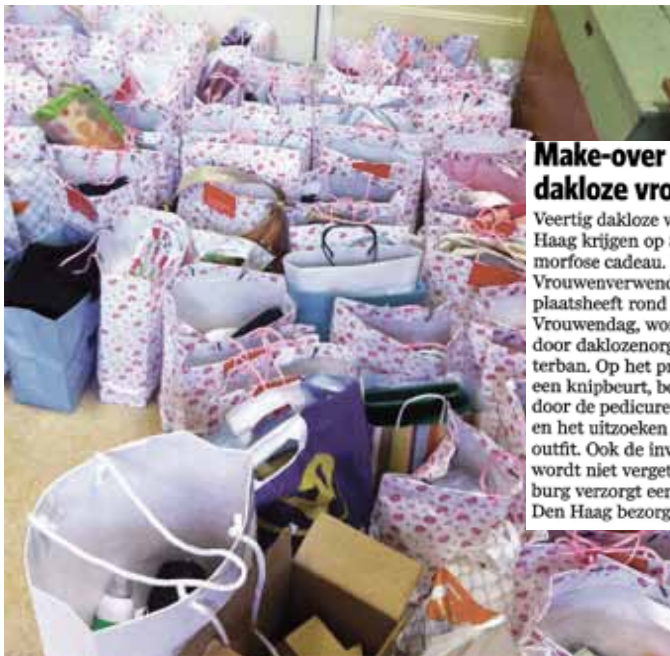 Make-over
dakloze
Veertig dakloze
Haag krijgen op
morfose cadeau.
Vrouwenverwend
plaatsheeft rond
Vrouwendag, wor
door daklozenorg
terban. Op het pr
een knipbeurt, be
door de pedicure
en het uitzoeken
outfit. Ook de inv
wordt niet verget
burg verzorgt een
Den Haag bezorg